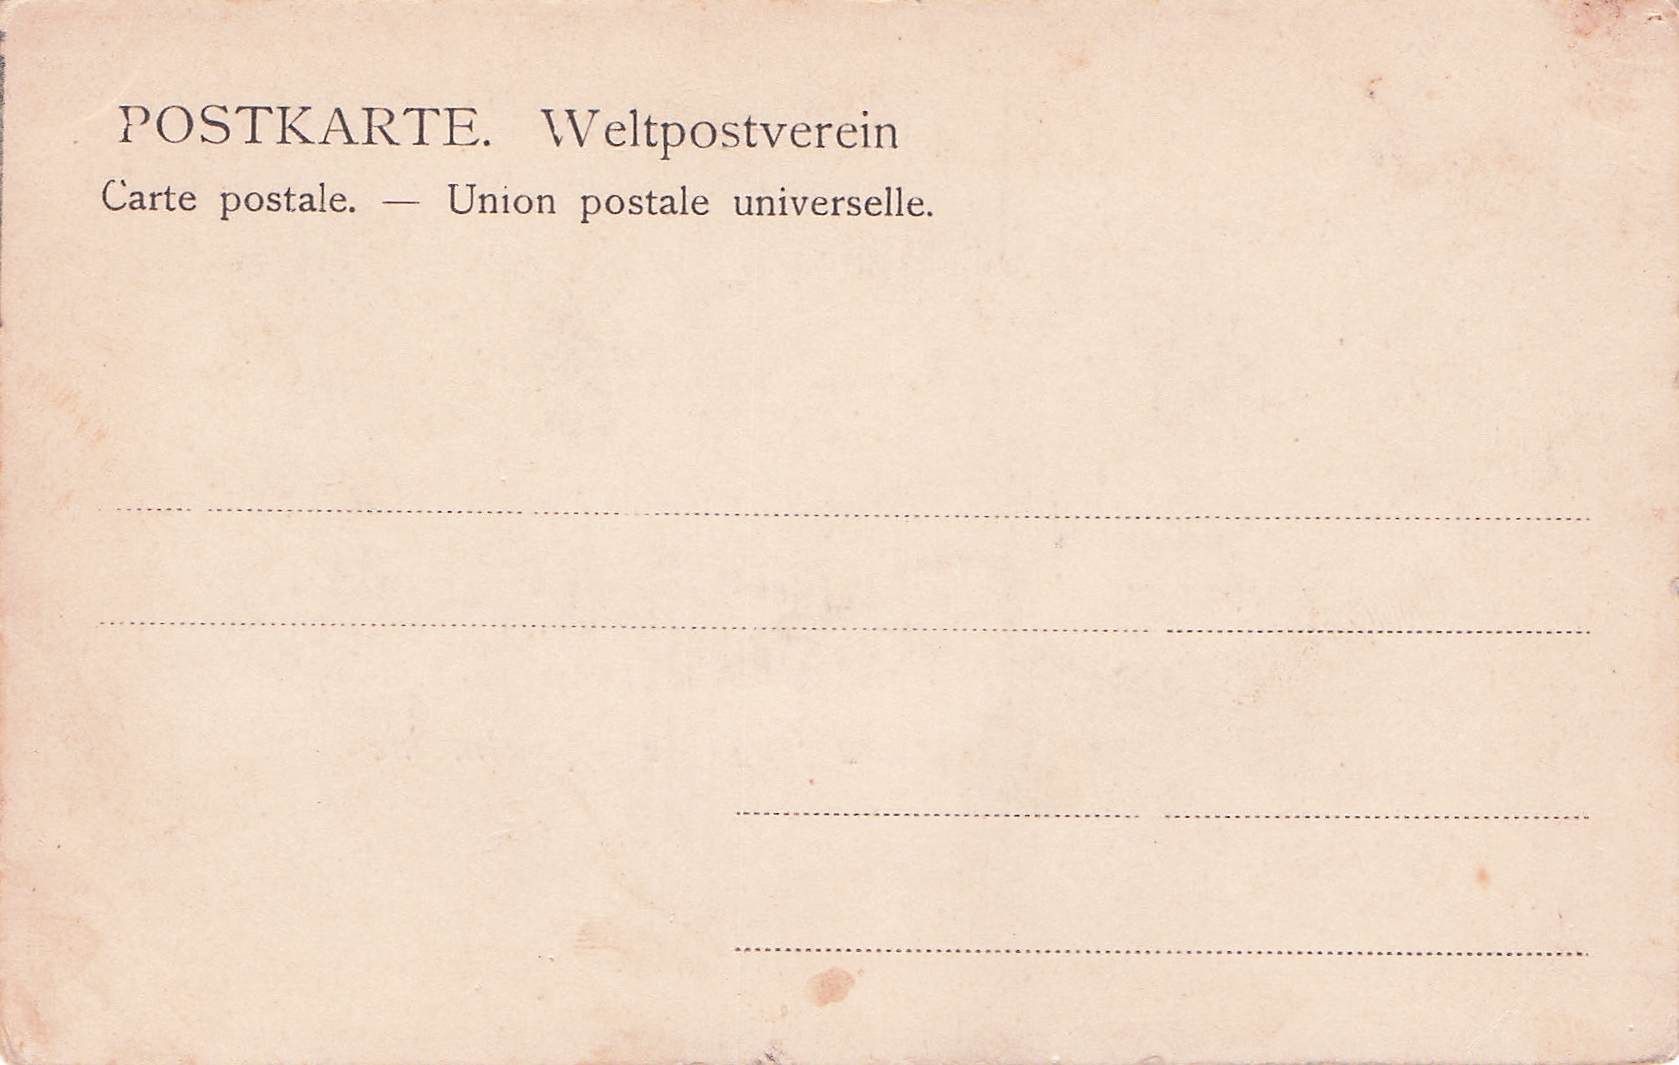 POSTKARTE. Weltpostverein
Carte postale. — Union postale universelle.